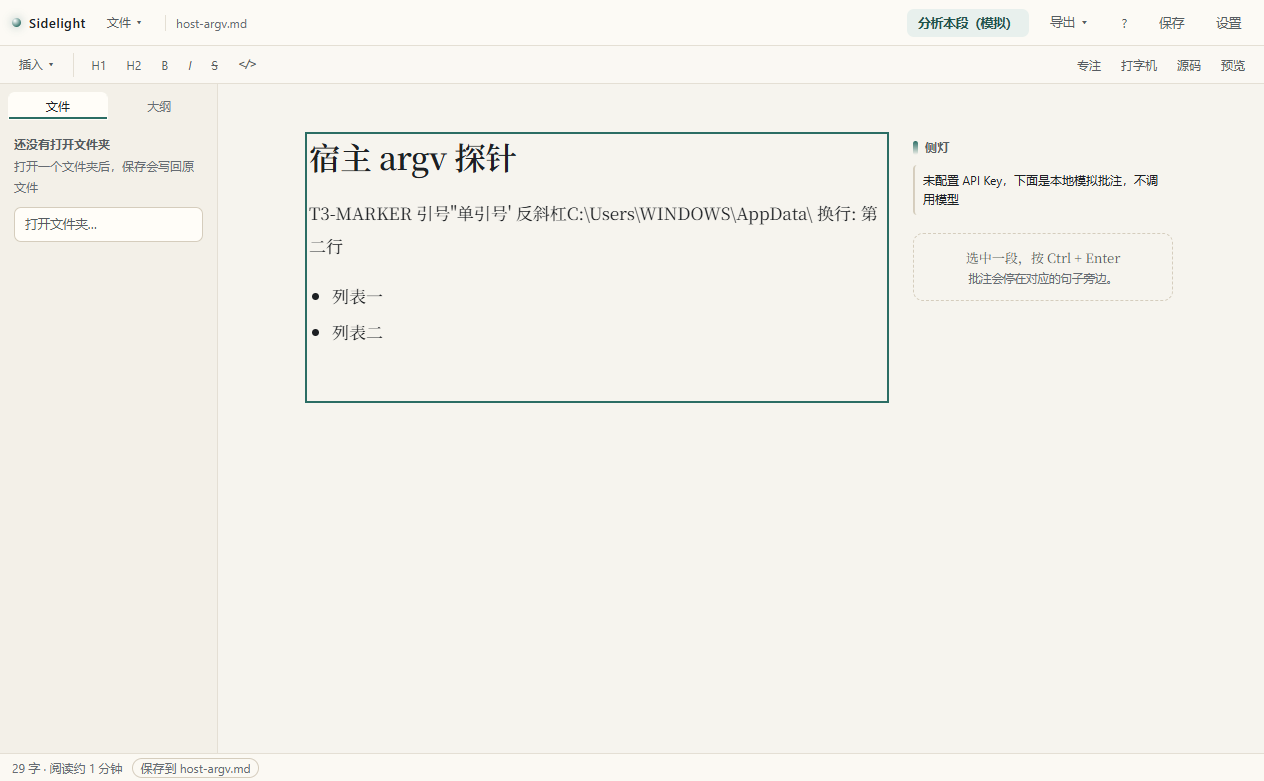 Sidelight 文件 ▾ host-argv.md 分析本段（模拟） 导出 ▾ ? 保存 设置
插入 ▾ H1 H2 B I S </> 专注 打字机 源码 预览
文件 大纲
还没有打开文件夹
打开一个文件夹后，保存会写回原
文件
打开文件夹...
宿主 argv 探针
T3-MARKER 引号"单引号' 反斜杠C:\Users\WINDOWS\AppData\ 换行: 第
二行
• 列表一
• 列表二
侧灯
未配置 API Key，下面是本地模拟批注，不调
用模型
选中一段，按 Ctrl + Enter
批注会停在对应的句子旁边。
29 字 · 阅读约 1 分钟 保存到 host-argv.md